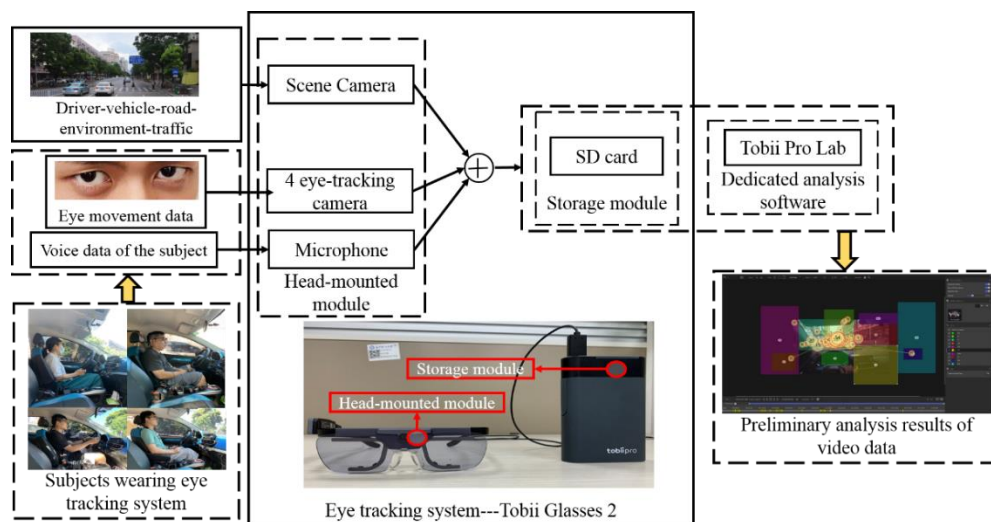 Driver-vehicle-road-
environment-traffic
Eye movement data
Voice data of the subject
Subjects wearing eye
tracking system
Scene Camera
4 eye-tracking
camera
Microphone
Head-mounted
module
SD card
Storage module
Tobii Pro Lab
Dedicated analysis
software
Storage module
Head-mounted module
tobiipro
Eye tracking system---Tobii Glasses 2
Preliminary analysis results of
video data